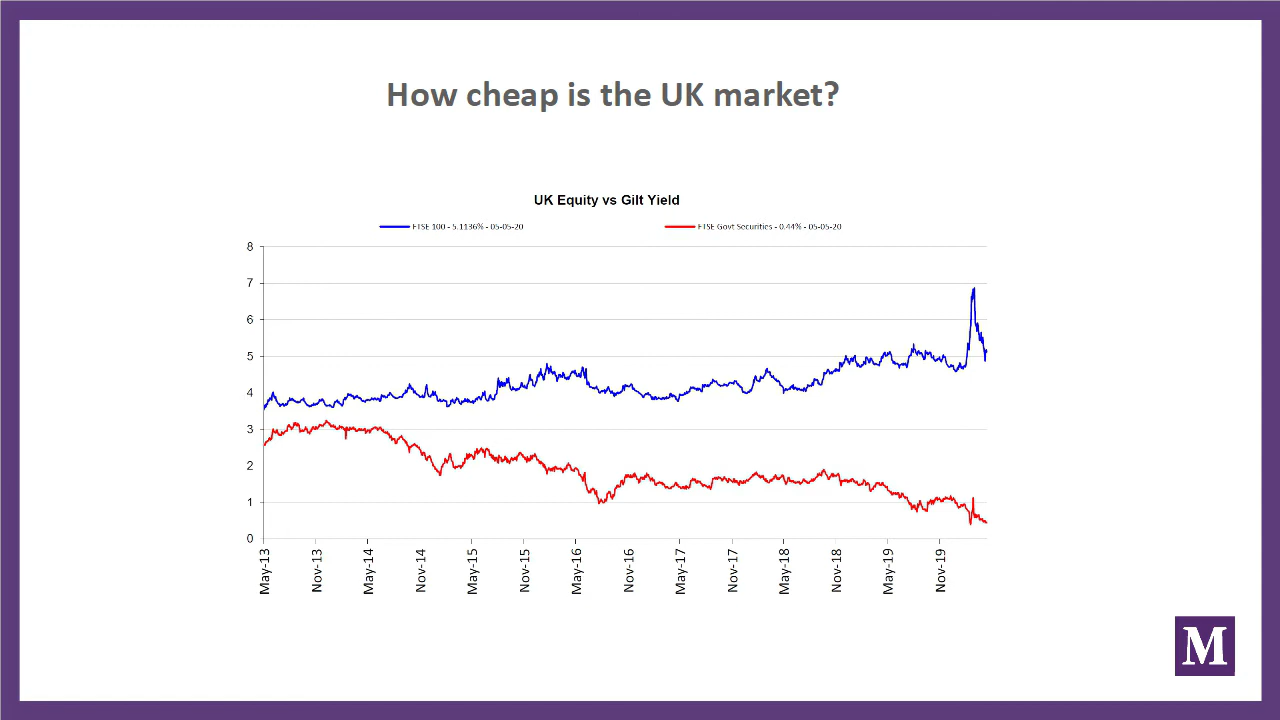 How cheap is the UK market?
UK Equity vs Gilt Yield
FTSE 100 - 5.1136% - 05-05-20
FTSE Govt Securities - 0.44% - 05-05-20
8
7
6
5
4
3
2
1
0
May-13
Nov-13
May-14
Nov-14
May-15
Nov-15
May-16
Nov-16
May-17
Nov-17
May-18
Nov-18
May-19
Nov-19
M